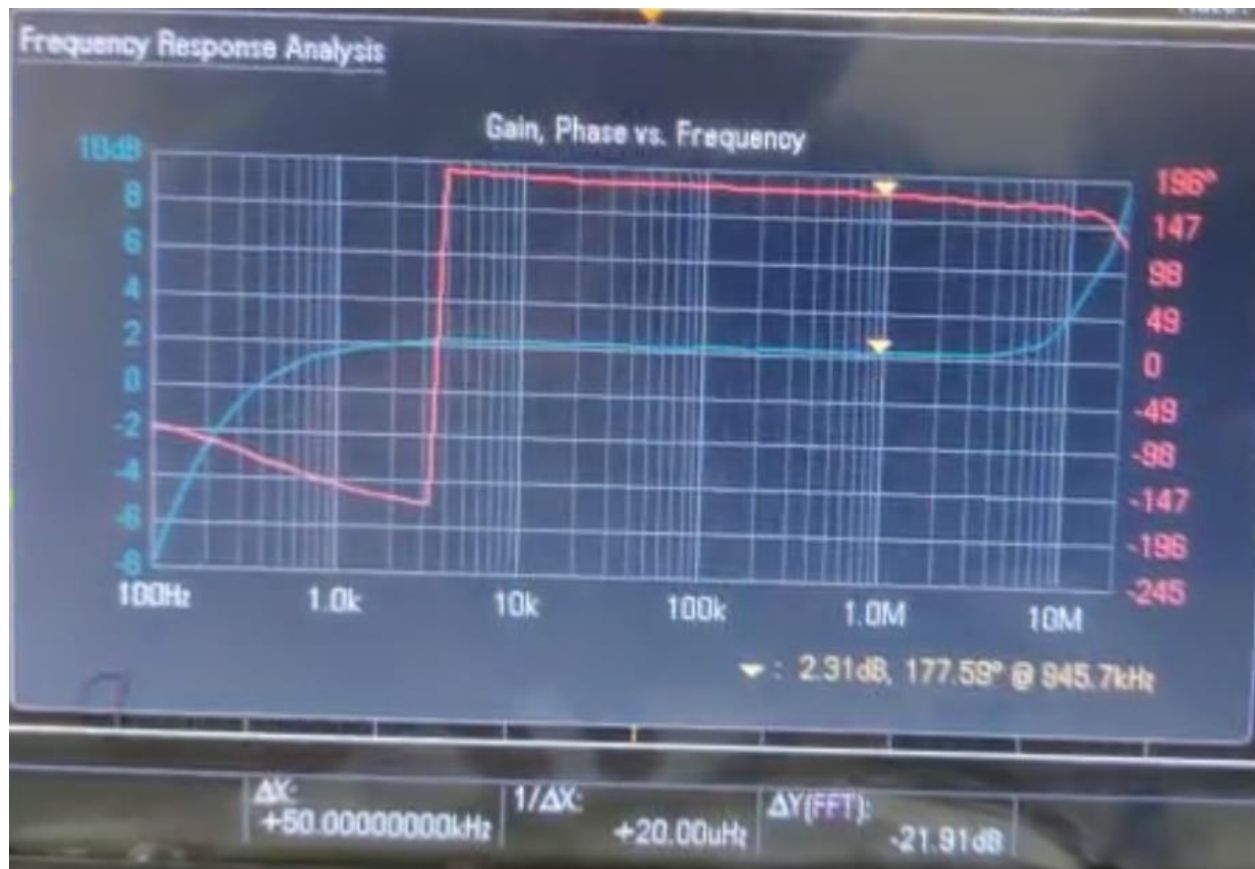 Frequency Response Analysis
Gain, Phase vs. Frequency
10dB
8
6
4
2
0
-2
-4
-6
-8
196°
147
98
49
0
-49
-98
-147
-196
-245
100Hz 1.0k 10k 100k 1.0M 10M
: 2.31dB, 177.59° @ 945.7kHz
ΔX: 1/ΔX: ΔY(FFT):
+50.00000000kHz +20.00uHz -21.91dB